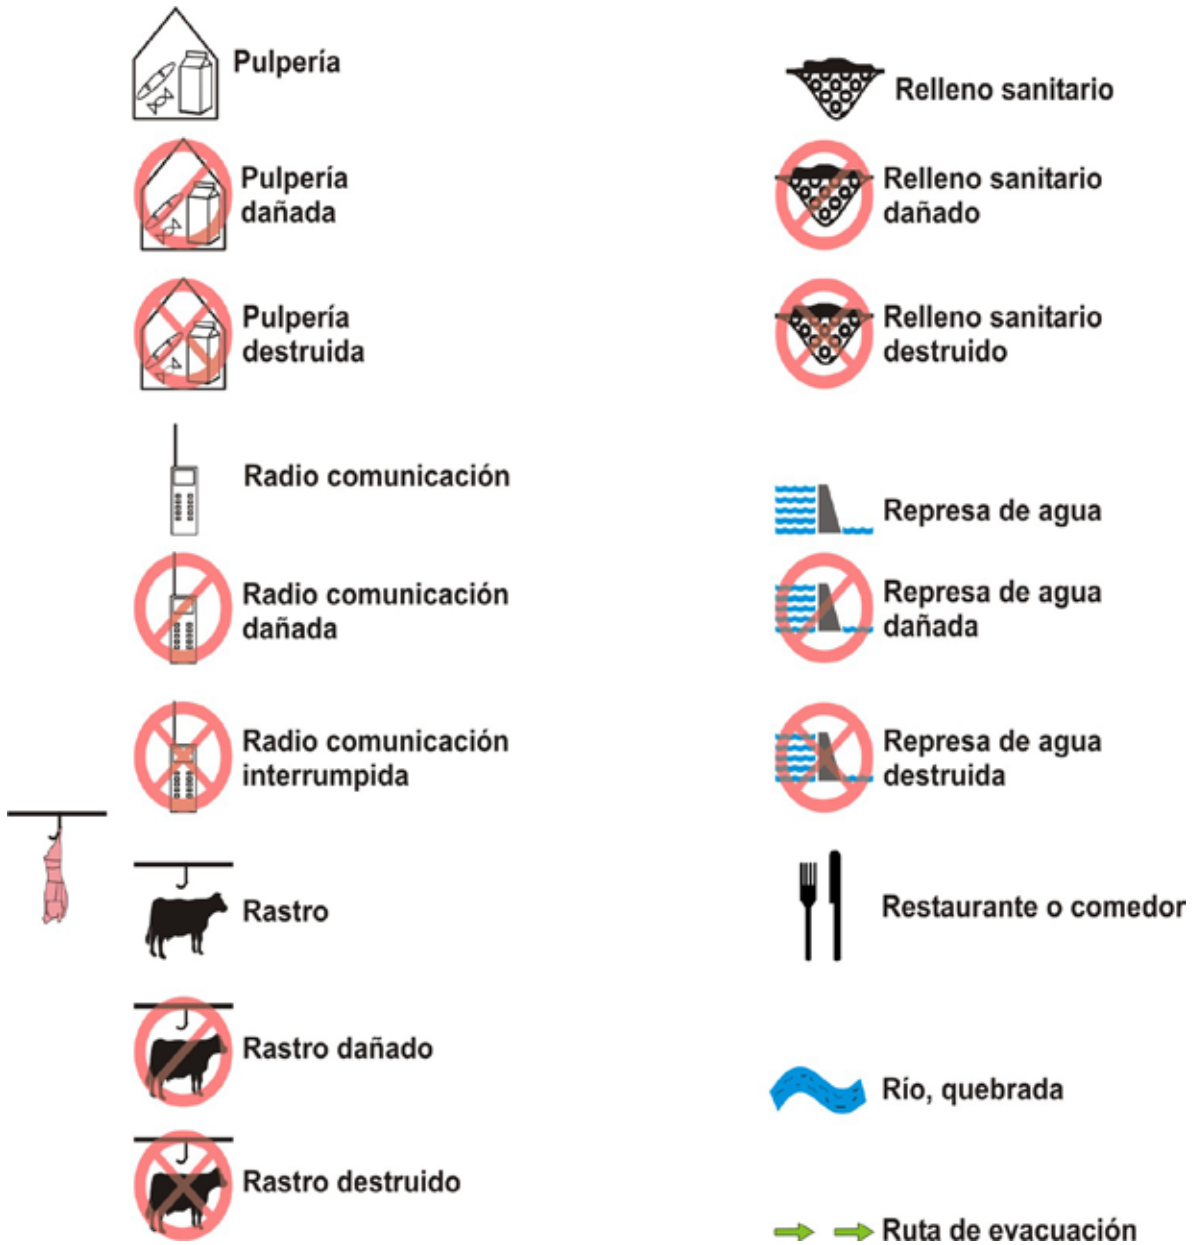 Pulpería
Pulpería
dañada
Pulpería
destruida
Radio comunicación
Radio comunicación
dañada
Radio comunicación
interrumpida
Rastro
Rastro dañado
Rastro destruido
Relleno sanitario
Relleno sanitario
dañado
Relleno sanitario
destruido
Represa de agua
Represa de agua
dañada
Represa de agua
destruida
Restaurante o comedor
Río, quebrada
Ruta de evacuación